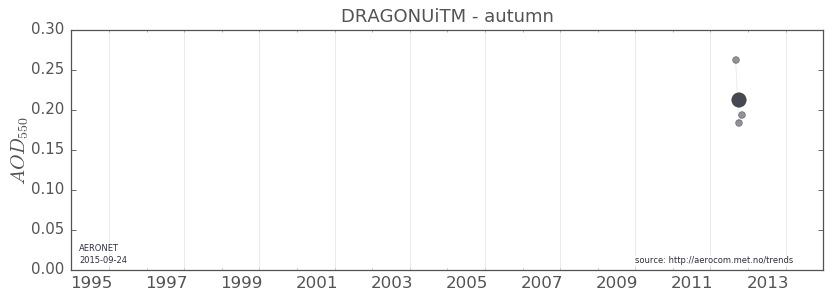 DRAGONUiTM - autumn
0.30
0.25
0.20
0.15
0.10
0.05
0.00
AOD550
AERONET
2015-09-24
source: http://aerocom.met.no/trends
1995 1997 1999 2001 2003 2005 2007 2009 2011 2013